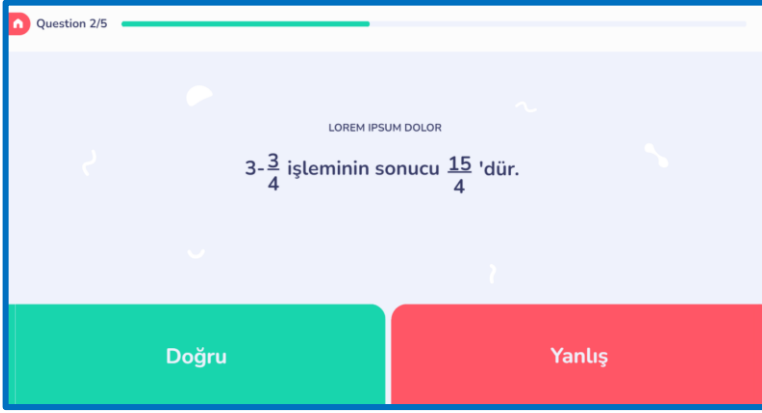 Question 2/5
LOREM IPSUM DOLOR
3-3/4 işleminin sonucu 15/4 'dür.
Doğru
Yanlış